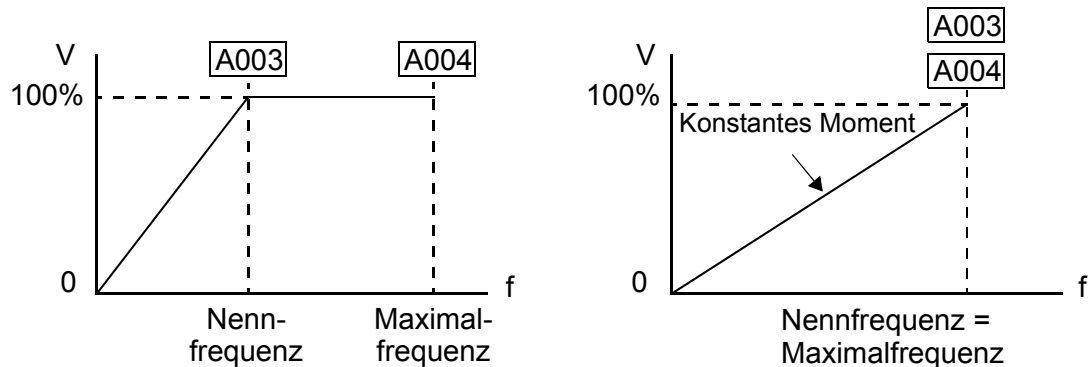 V
A003
A004
100%
0
f
Nenn-
frequenz
Maximal-
frequenz
A003
A004
V
100%
Konstantes Moment
0
f
Nennfrequenz =
Maximalfrequenz